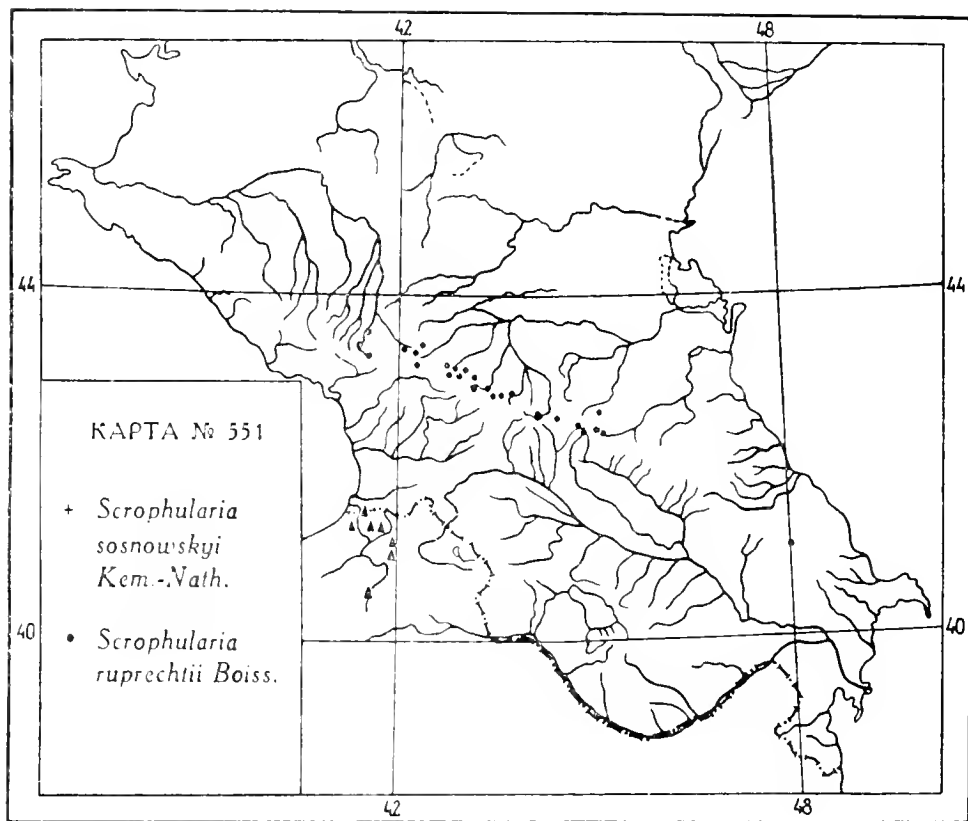 42 48
44 44
КАРТА № 551
+ Scrophularia
sosnowskyi
Kem.-Nath.
• Scrophularia
ruprechtii Boiss.
40 40
42 48